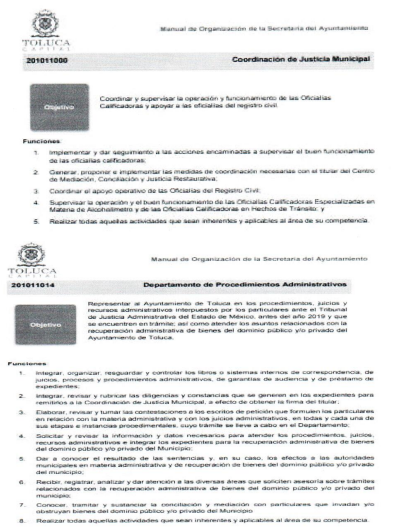 Manual de Organización de la Secretaría del Ayuntamiento
TOLUCA
CAPITAL
201011000 Coordinación de Justicia Municipal
Objetivo
Coordinar y supervisar la operación y funcionamiento de las Oficialías
Calificadoras y apoyar a las oficialías del registro civil.
Funciones:
1. Implementar y dar seguimiento a las acciones encaminadas a supervisar el buen funcionamiento
de las oficialías calificadoras;
2. Generar, proponer e implementar las medidas de coordinación necesarias con el titular del Centro
de Mediación, Conciliación y Justicia Restaurativa;
3. Coordinar el apoyo operativo de las Oficialías del Registro Civil;
4. Supervisar la operación y el buen funcionamiento de las Oficialías Calificadoras Especializadas en
Materia de Alcoholímetro y de las Oficialías Calificadoras en Hechos de Tránsito; y
5. Realizar todas aquellas actividades que sean inherentes y aplicables al área de su competencia.
Manual de Organización de la Secretaría del Ayuntamiento
TOLUCA
CAPITAL
201011014 Departamento de Procedimientos Administrativos
Objetivo
Representar al Ayuntamiento de Toluca en los procedimientos, juicios y
recursos administrativos interpuestos por los particulares ante el Tribunal
de Justicia Administrativa del Estado de México, antes del año 2019 y que
se encuentren en trámite, así como atender los asuntos relacionados con la
recuperación administrativa de bienes del dominio público y/o privado del
Ayuntamiento de Toluca.
Funciones:
1. Integrar, organizar, resguardar y controlar los libros o sistemas internos de correspondencia, de
juicios, procesos y procedimientos administrativos, de garantías de audiencia y de préstamo de
expedientes;
2. Integrar, revisar y rubricar las diligencias y constancias que se generen en los expedientes para
remitirlos a la Coordinación de Justicia Municipal, a efecto de obtener la firma del titular;
3. Elaborar, revisar y turnar las contestaciones a los escritos de petición que formulen los particulares
en relación con la materia administrativa y con los juicios administrativos, en todas y cada una de
sus etapas e instancias procedimentales, cuyo trámite se lleve a cabo en el Departamento;
4. Solicitar y revisar la información y datos necesarios para atender los procedimientos, juicios,
recursos administrativos e integrar los expedientes para la recuperación administrativa de bienes
del dominio público y/o privado del Municipio;
5. Dar a conocer el resultado de las sentencias y, en su caso, los efectos a las autoridades
municipales en materia administrativa y de recuperación de bienes del dominio público y/o privado
del municipio;
6. Recibir, registrar, analizar y dar atención a las diversas áreas que soliciten asesoría sobre trámites
relacionados con la recuperación administrativa de bienes del dominio público y/o privado del
municipio;
7. Conocer, tramitar y sustanciar la conciliación y mediación con particulares que invadan y/o
obstruyan bienes del dominio público y/o privado del Municipio
8. Realizar todas aquellas actividades que sean inherentes y aplicables al área de su competencia.